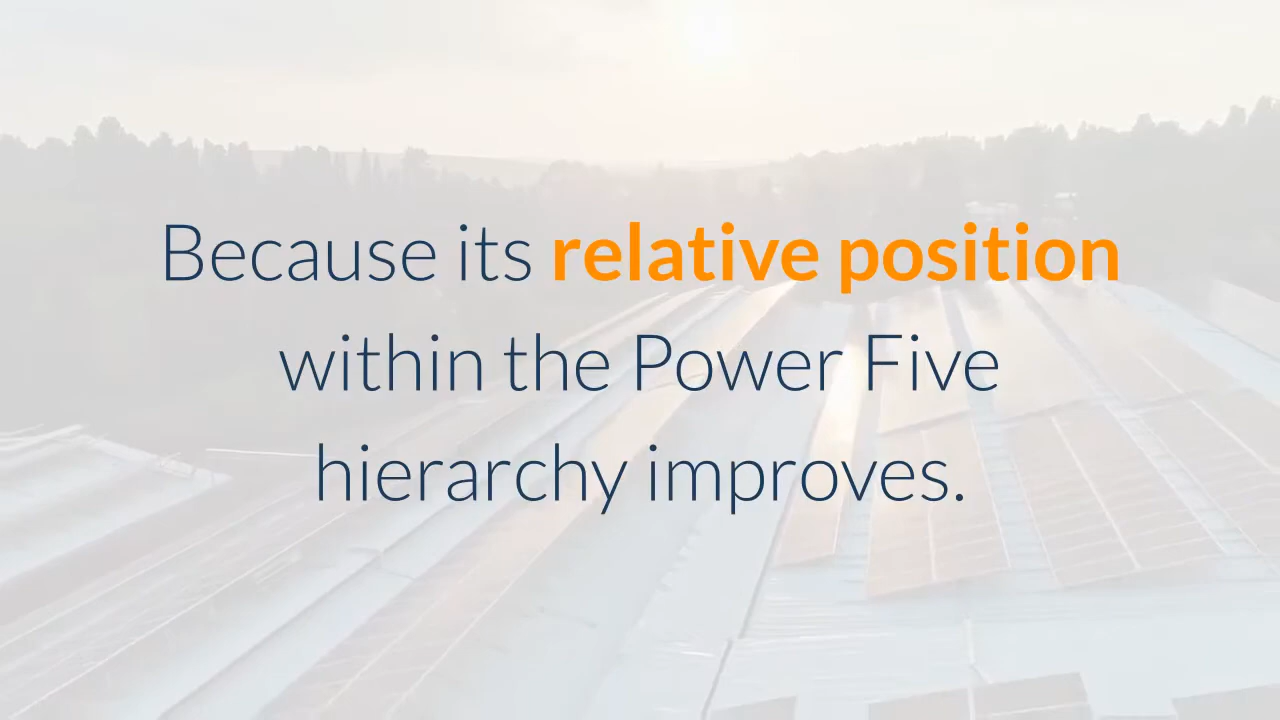 Because its relative position
within the Power Five
hierarchy improves.